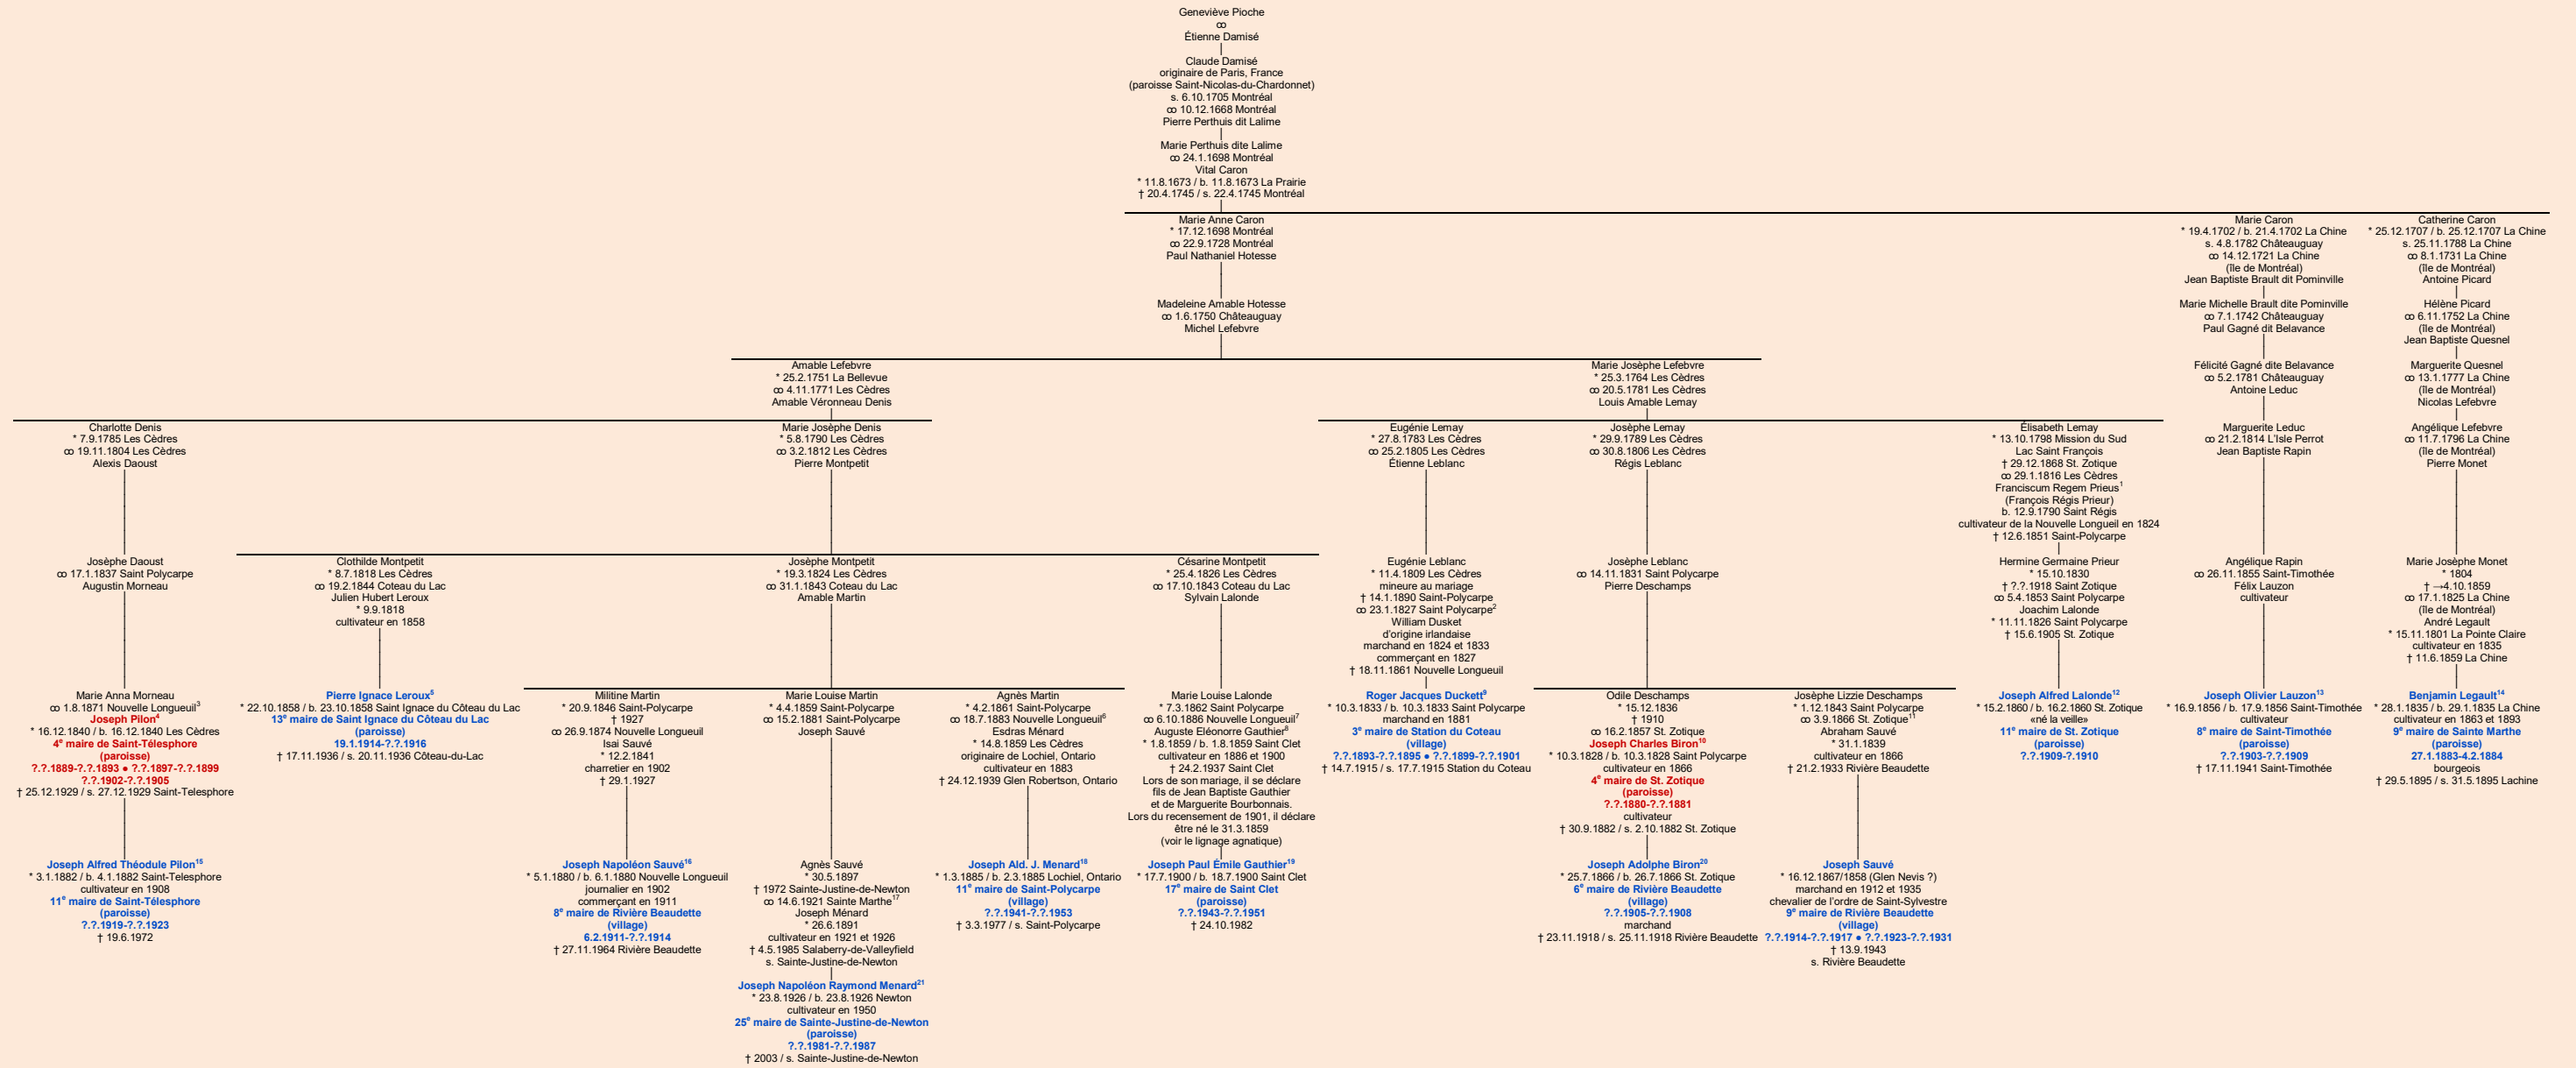 Geneviève Pioche
∞
Étienne Damisé
Claude Damisé
originaire de Paris, France
(paroisse Saint-Nicolas-du-Chardonnet)
s. 6.10.1705 Montréal
∞ 10.12.1668 Montréal
Pierre Perthuis dit Lalime
Marie Perthuis dite Lalime
∞ 24.1.1698 Montréal
Vital Caron
* 11.8.1673 / b. 11.8.1673 La Prairie
† 20.4.1745 / s. 22.4.1745 Montréal
Marie Anne Caron
* 17.12.1698 Montréal
∞ 22.9.1728 Montréal
Paul Nathaniel Hotesse
Marie Caron
* 19.4.1702 / b. 21.4.1702 La Chine
s. 4.8.1782 Châteauguay
∞ 14.12.1721 La Chine
(île de Montréal)
Jean Baptiste Brault dit Pominville
Catherine Caron
* 25.12.1707 / b. 25.12.1707 La Chine
s. 25.11.1788 La Chine
∞ 8.1.1731 La Chine
(île de Montréal)
Antoine Picard
Madeleine Amable Hotesse
∞ 1.6.1750 Châteauguay
Michel Lefebvre
Marie Michelle Brault dite Pominville
∞ 7.1.1742 Châteauguay
Paul Gagné dit Belavance
Hélène Picard
∞ 6.11.1752 La Chine
(île de Montréal)
Jean Baptiste Quesnel
Amable Lefebvre
* 25.2.1751 La Bellevue
∞ 4.11.1771 Les Cèdres
Amable Véronneau Denis
Marie Josèphe Lefebvre
* 25.3.1764 Les Cèdres
∞ 20.5.1781 Les Cèdres
Louis Amable Lemay
Félicité Gagné dite Belavance
∞ 5.2.1781 Châteauguay
Antoine Leduc
Marguerite Quesnel
∞ 13.1.1777 La Chine
(île de Montréal)
Nicolas Lefebvre
Charlotte Denis
* 7.9.1785 Les Cèdres
∞ 19.11.1804 Les Cèdres
Alexis Daoust
Marie Josèphe Denis
* 5.8.1790 Les Cèdres
∞ 3.2.1812 Les Cèdres
Pierre Montpetit
Eugénie Lemay
* 27.8.1783 Les Cèdres
∞ 25.2.1805 Les Cèdres
Étienne Leblanc
Josèphe Lemay
* 29.9.1789 Les Cèdres
∞ 30.8.1806 Les Cèdres
Régis Leblanc
Élisabeth Lemay
* 13.10.1798 Mission du Sud
Lac Saint François
† 29.12.1868 St. Zotique
∞ 29.1.1816 Les Cèdres
Franciscum Regem Prieus1
(François Régis Prieur)
b. 12.9.1790 Saint Régis
cultivateur de la Nouvelle Longueil en 1824
† 12.6.1851 Saint-Polycarpe
Marguerite Leduc
∞ 21.2.1814 L'Isle Perrot
Jean Baptiste Rapin
Angélique Lefebvre
∞ 11.7.1796 La Chine
(île de Montréal)
Pierre Monet
Josèphe Daoust
∞ 17.1.1837 Saint Polycarpe
Augustin Morneau
Clothilde Montpetit
* 8.7.1818 Les Cèdres
∞ 19.2.1844 Coteau du Lac
Julien Hubert Leroux
* 9.9.1818
cultivateur en 1858
Josèphe Montpetit
* 19.3.1824 Les Cèdres
∞ 31.1.1843 Coteau du Lac
Amable Martin
Césarine Montpetit
* 25.4.1826 Les Cèdres
∞ 17.10.1843 Coteau du Lac
Sylvain Lalonde
Eugénie Leblanc
* 11.4.1809 Les Cèdres
mineure au mariage
† 14.1.1890 Saint-Polycarpe
∞ 23.1.1827 Saint Polycarpe2
William Dusket
d'origine irlandaise
marchand en 1824 et 1833
commerçant en 1827
† 18.11.1861 Nouvelle Longueuil
Josèphe Leblanc
∞ 14.11.1831 Saint Polycarpe
Pierre Deschamps
Hermine Germaine Prieur
* 15.10.1830
† ?.?.1918 Saint Zotique
∞ 5.4.1853 Saint Polycarpe
Joachim Lalonde
* 11.11.1826 Saint Polycarpe
† 15.6.1905 St. Zotique
Angélique Rapin
∞ 26.11.1855 Saint-Timothée
Félix Lauzon
cultivateur
Marie Josèphe Monet
* 1804
† →4.10.1859
∞ 17.1.1825 La Chine
(île de Montréal)
André Legault
* 15.11.1801 La Pointe Claire
cultivateur en 1835
† 11.6.1859 La Chine
Marie Anna Morneau
∞ 1.8.1871 Nouvelle Longueuil3
Joseph Pilon4
* 16.12.1840 / b. 16.12.1840 Les Cèdres
4e maire de Saint-Télesphore
(paroisse)
?.?.1889-?.?.1893 ● ?.?.1897-?.?.1899
?.?.1902-?.?.1905
† 25.12.1929 / s. 27.12.1929 Saint-Telesphore
Pierre Ignace Leroux5
* 22.10.1858 / b. 23.10.1858 Saint Ignace du Côteau du Lac
13e maire de Saint Ignace du Côteau du Lac
(paroisse)
19.1.1914-?.?.1916
† 17.11.1936 / s. 20.11.1936 Côteau-du-Lac
Militine Martin
* 20.9.1846 Saint-Polycarpe
† 1927
∞ 26.9.1874 Nouvelle Longueuil
Isai Sauvé
* 12.2.1841
charretier en 1902
† 29.1.1927
Marie Louise Martin
* 4.4.1859 Saint-Polycarpe
∞ 15.2.1881 Saint-Polycarpe
Joseph Sauvé
Agnès Martin
* 4.2.1861 Saint-Polycarpe
∞ 18.7.1883 Nouvelle Longueuil6
Esdras Ménard
* 14.8.1859 Les Cèdres
originaire de Lochiel, Ontario
cultivateur en 1883
† 24.12.1939 Glen Robertson, Ontario
Marie Louise Lalonde
* 7.3.1862 Saint Polycarpe
∞ 6.10.1886 Nouvelle Longueuil7
Auguste Eléonorre Gauthier8
* 1.8.1859 / b. 1.8.1859 Saint Clet
cultivateur en 1886 et 1900
† 24.2.1937 Saint Clet
Lors de son mariage, il se déclare
fils de Jean Baptiste Gauthier
et de Marguerite Bourbonnais.
Lors du recensement de 1901, il déclare
être né le 31.3.1859
(voir le lignage agnatique)
Roger Jacques Duckett9
* 10.3.1833 / b. 10.3.1833 Saint Polycarpe
marchand en 1881
3e maire de Station du Coteau
(village)
?.?.1893-?.?.1895 ● ?.?.1899-?.?.1901
† 14.7.1915 / s. 17.7.1915 Station du Coteau
Odile Deschamps
* 15.12.1836
† 1910
∞ 16.2.1857 St. Zotique
Joseph Charles Biron10
* 10.3.1828 / b. 10.3.1828 Saint Polycarpe
cultivateur en 1866
4e maire de St. Zotique
(paroisse)
?.?.1880-?.?.1881
cultivateur
† 30.9.1882 / s. 2.10.1882 St. Zotique
Josèphe Lizzie Deschamps
* 1.12.1843 Saint Polycarpe
∞ 3.9.1866 St. Zotique11
Abraham Sauvé
* 31.1.1839
cultivateur en 1866
† 21.2.1933 Rivière Beaudette
Joseph Alfred Lalonde12
* 15.2.1860 / b. 16.2.1860 St. Zotique
«né la veille»
11e maire de St. Zotique
(paroisse)
?.?.1909-?.1910
Joseph Olivier Lauzon13
* 16.9.1856 / b. 17.9.1856 Saint-Timothée
cultivateur
8e maire de Saint-Timothée
(paroisse)
?.?.1903-?.?.1909
† 17.11.1941 Saint-Timothée
Benjamin Legault14
* 28.1.1835 / b. 29.1.1835 La Chine
cultivateur en 1863 et 1893
9e maire de Sainte Marthe
(paroisse)
27.1.1883-4.2.1884
bourgeois
† 29.5.1895 / s. 31.5.1895 Lachine
Joseph Alfred Théodule Pilon15
* 3.1.1882 / b. 4.1.1882 Saint-Telesphore
cultivateur en 1908
11e maire de Saint-Télesphore
(paroisse)
?.?.1919-?.?.1923
† 19.6.1972
Joseph Napoléon Sauvé16
* 5.1.1880 / b. 6.1.1880 Nouvelle Longueuil
journalier en 1902
commerçant en 1911
8e maire de Rivière Beaudette
(village)
6.2.1911-?.?.1914
† 27.11.1964 Rivière Beaudette
Agnès Sauvé
* 30.5.1897
† 1972 Sainte-Justine-de-Newton
∞ 14.6.1921 Sainte Marthe17
Joseph Ménard
* 26.6.1891
cultivateur en 1921 et 1926
† 4.5.1985 Salaberry-de-Valleyfield
s. Sainte-Justine-de-Newton
Joseph Ald. J. Menard18
* 1.3.1885 / b. 2.3.1885 Lochiel, Ontario
11e maire de Saint-Polycarpe
(village)
?.?.1941-?.?.1953
† 3.3.1977 / s. Saint-Polycarpe
Joseph Paul Émile Gauthier19
* 17.7.1900 / b. 18.7.1900 Saint Clet
17e maire de Saint Clet
(paroisse)
?.?.1943-?.?.1951
† 24.10.1982
Joseph Adolphe Biron20
* 25.7.1866 / b. 26.7.1866 St. Zotique
6e maire de Rivière Beaudette
(village)
?.?.1905-?.?.1908
marchand
† 23.11.1918 / s. 25.11.1918 Rivière Beaudette
Joseph Sauvé
* 16.12.1867/1868 (Glen Nevis ?)
marchand en 1912 et 1935
chevalier de l'ordre de Saint-Sylvestre
9e maire de Rivière Beaudette
(village)
?.?.1914-?.?.1917 ● ?.?.1923-?.?.1931
† 13.9.1943
s. Rivière Beaudette
Joseph Napoléon Raymond Menard21
* 23.8.1926 / b. 23.8.1926 Newton
cultivateur en 1950
25e maire de Sainte-Justine-de-Newton
(paroisse)
?.?.1981-?.?.1987
† 2003 / s. Sainte-Justine-de-Newton